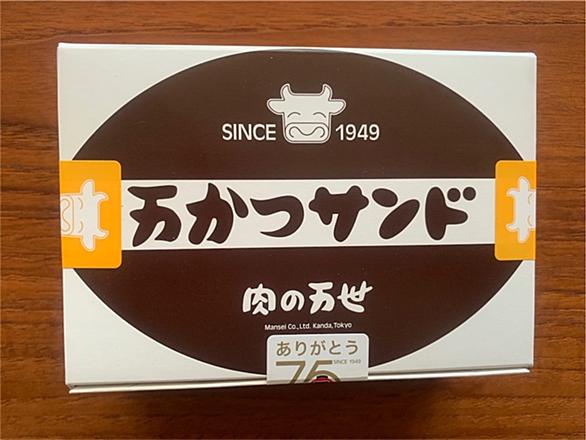 SINCE 1949
万かつサンド
肉の万世
Mansei Co., Ltd. Kanda, Tokyo
ありがとう
75
SINCE 1949